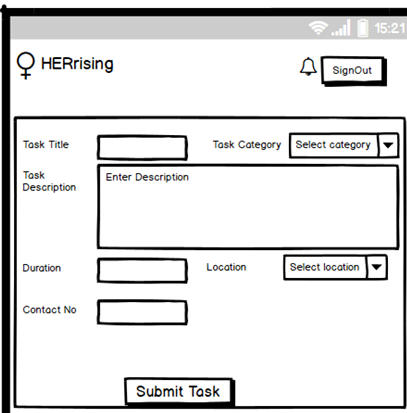 15:21
HERrising
SignOut
Task Title
Task Category
Select category
Task
Description
Enter Description
Duration
Location
Select location
Contact No
Submit Task